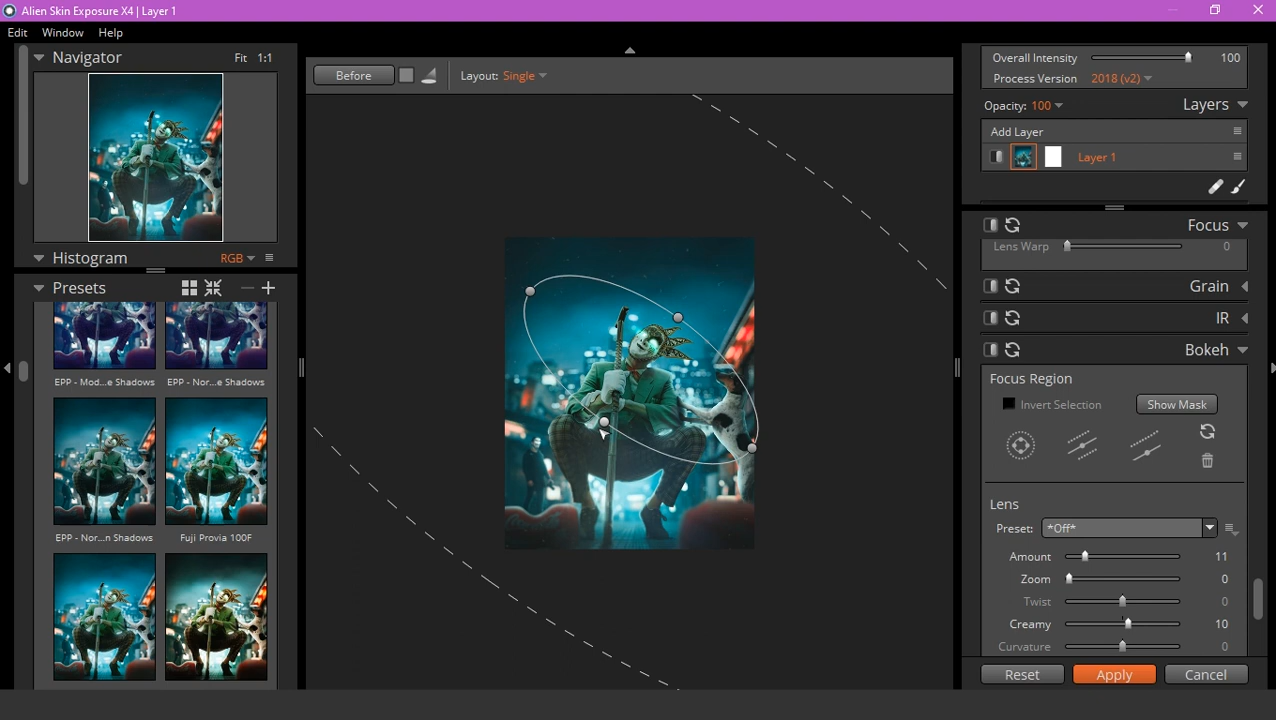 Alien Skin Exposure X4 | Layer 1
Edit Window Help
Navigator Fit 1:1
Histogram RGB
Presets
EPP - Mod...e Shadows EPP - Nor...e Shadows
EPP - Nor...n Shadows Fuji Provia 100F
Before Layout: Single
Overall Intensity 100
Process Version 2018 (v2)
Opacity: 100 Layers
Add Layer
Layer 1
Focus
Lens Warp 0
Grain
IR
Bokeh
Focus Region
Invert Selection Show Mask
Lens
Preset: *Off*
Amount 11
Zoom 0
Twist 0
Creamy 10
Curvature 0
Reset Apply Cancel